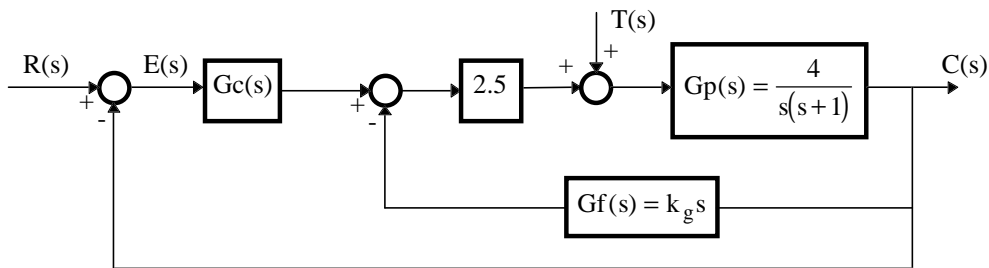 T(s)
R(s)
E(s)
Gc(s)
2.5
Gp(s) = 4 / s(s+1)
C(s)
+
-
+
-
+
+
Gf(s) = k_g s